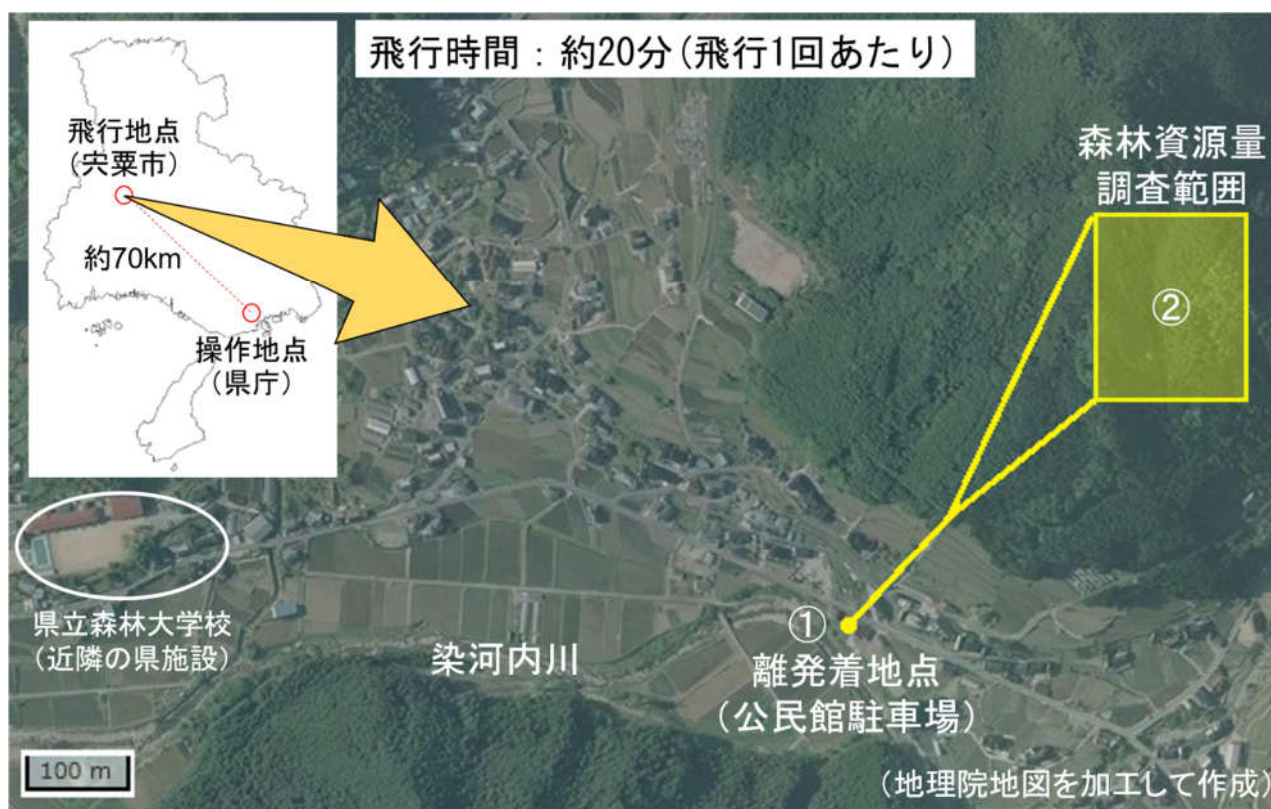 飛行時間：約20分(飛行1回あたり)
飛行地点
(宍粟市)
約70km
操作地点
(県庁)
森林資源量
調査範囲
②
県立森林大学校
(近隣の県施設)
染河内川
①
離発着地点
(公民館駐車場)
100 m
(地理院地図を加工して作成)